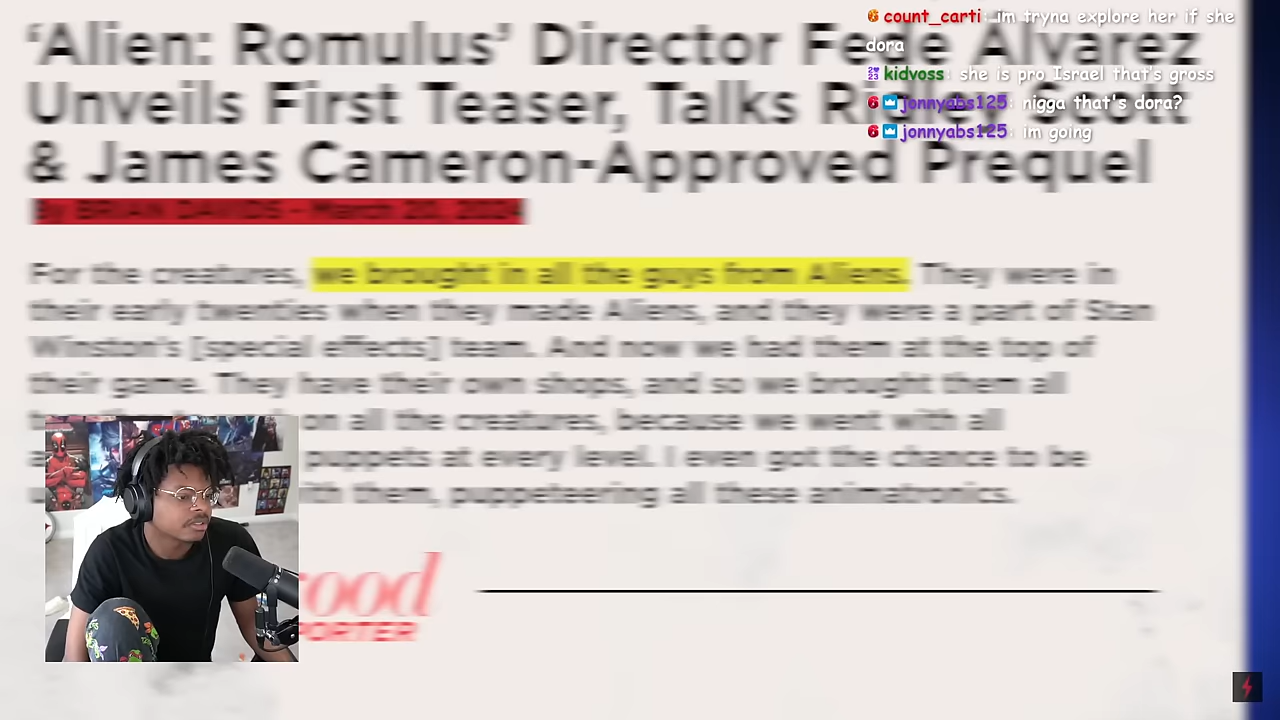 ‘Alien: Romulus’ Director Fede Alvarez
Unveils First Teaser, Talks Ridley Scott
& James Cameron-Approved Prequel
By BRIAN DAVIDS - March 20, 2024
count_carti: im tryna explore her if she
dora
kidvoss: she is pro Israel that's gross
jonnyabs125: nigga that's dora?
jonnyabs125: im going
For the creatures, we brought in all the guys from Aliens. They were in
their early twenties when they made Aliens, and they were a part of Stan
Winston's [special effects] team. And now we had them at the top of
their game. They have their own shops, and so we brought them all
on all the creatures, because we went with all
puppets at every level. I even got the chance to be
with them, puppeteering all these animatronics.